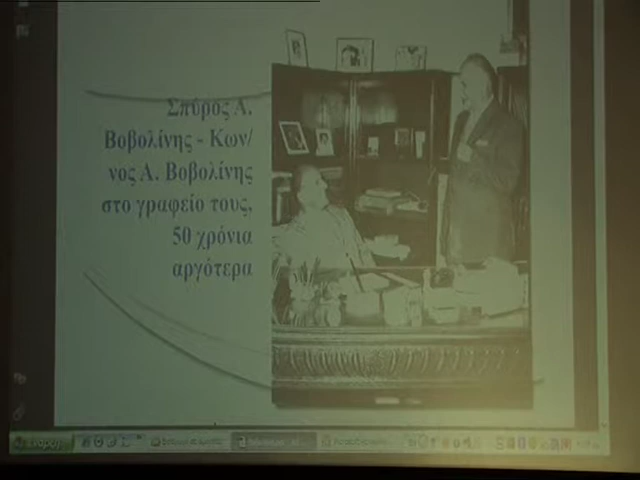 Σπύρος Α.
Βοβολίνης - Κων/
νος Α. Βοβολίνης
στο γραφείο τους,
50 χρόνια
αργότερα